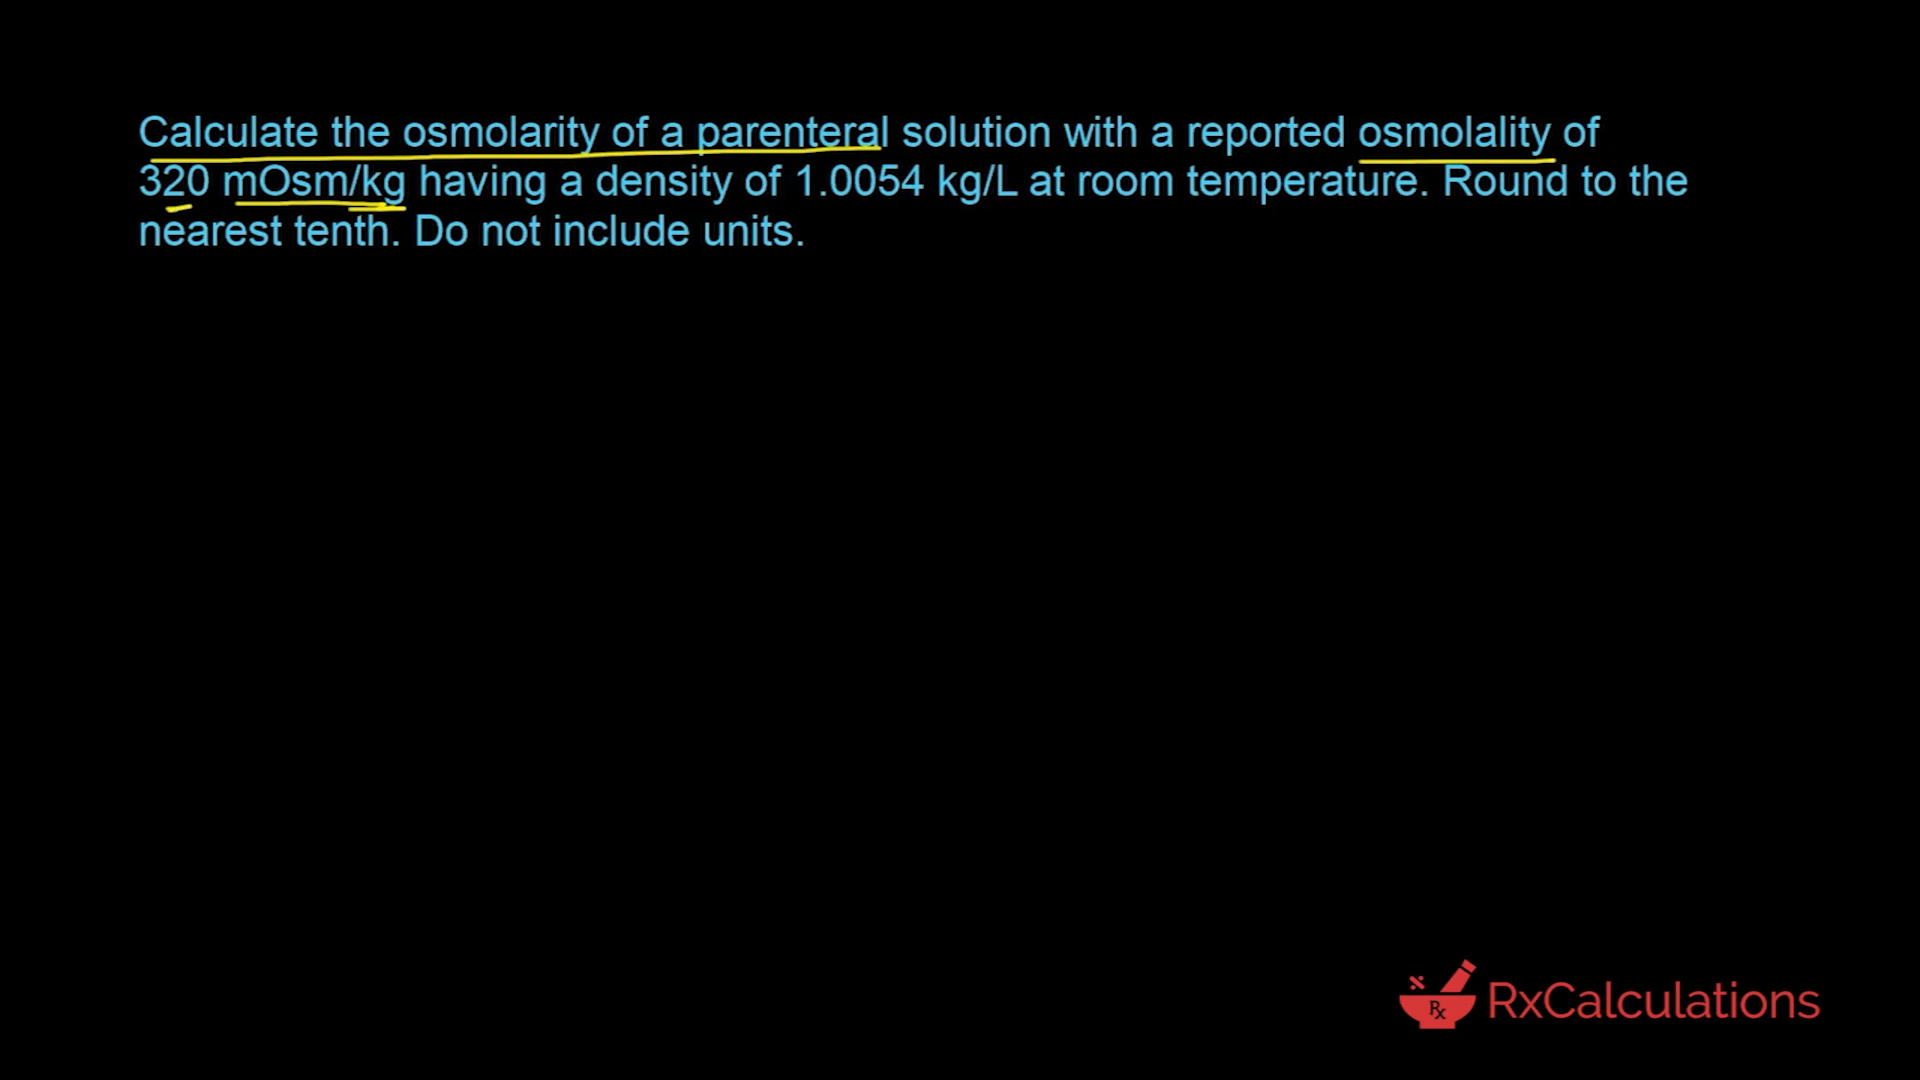 Calculate the osmolarity of a parenteral solution with a reported osmolality of
320 mOsm/kg having a density of 1.0054 kg/L at room temperature. Round to the
nearest tenth. Do not include units.
Rx
RxCalculations